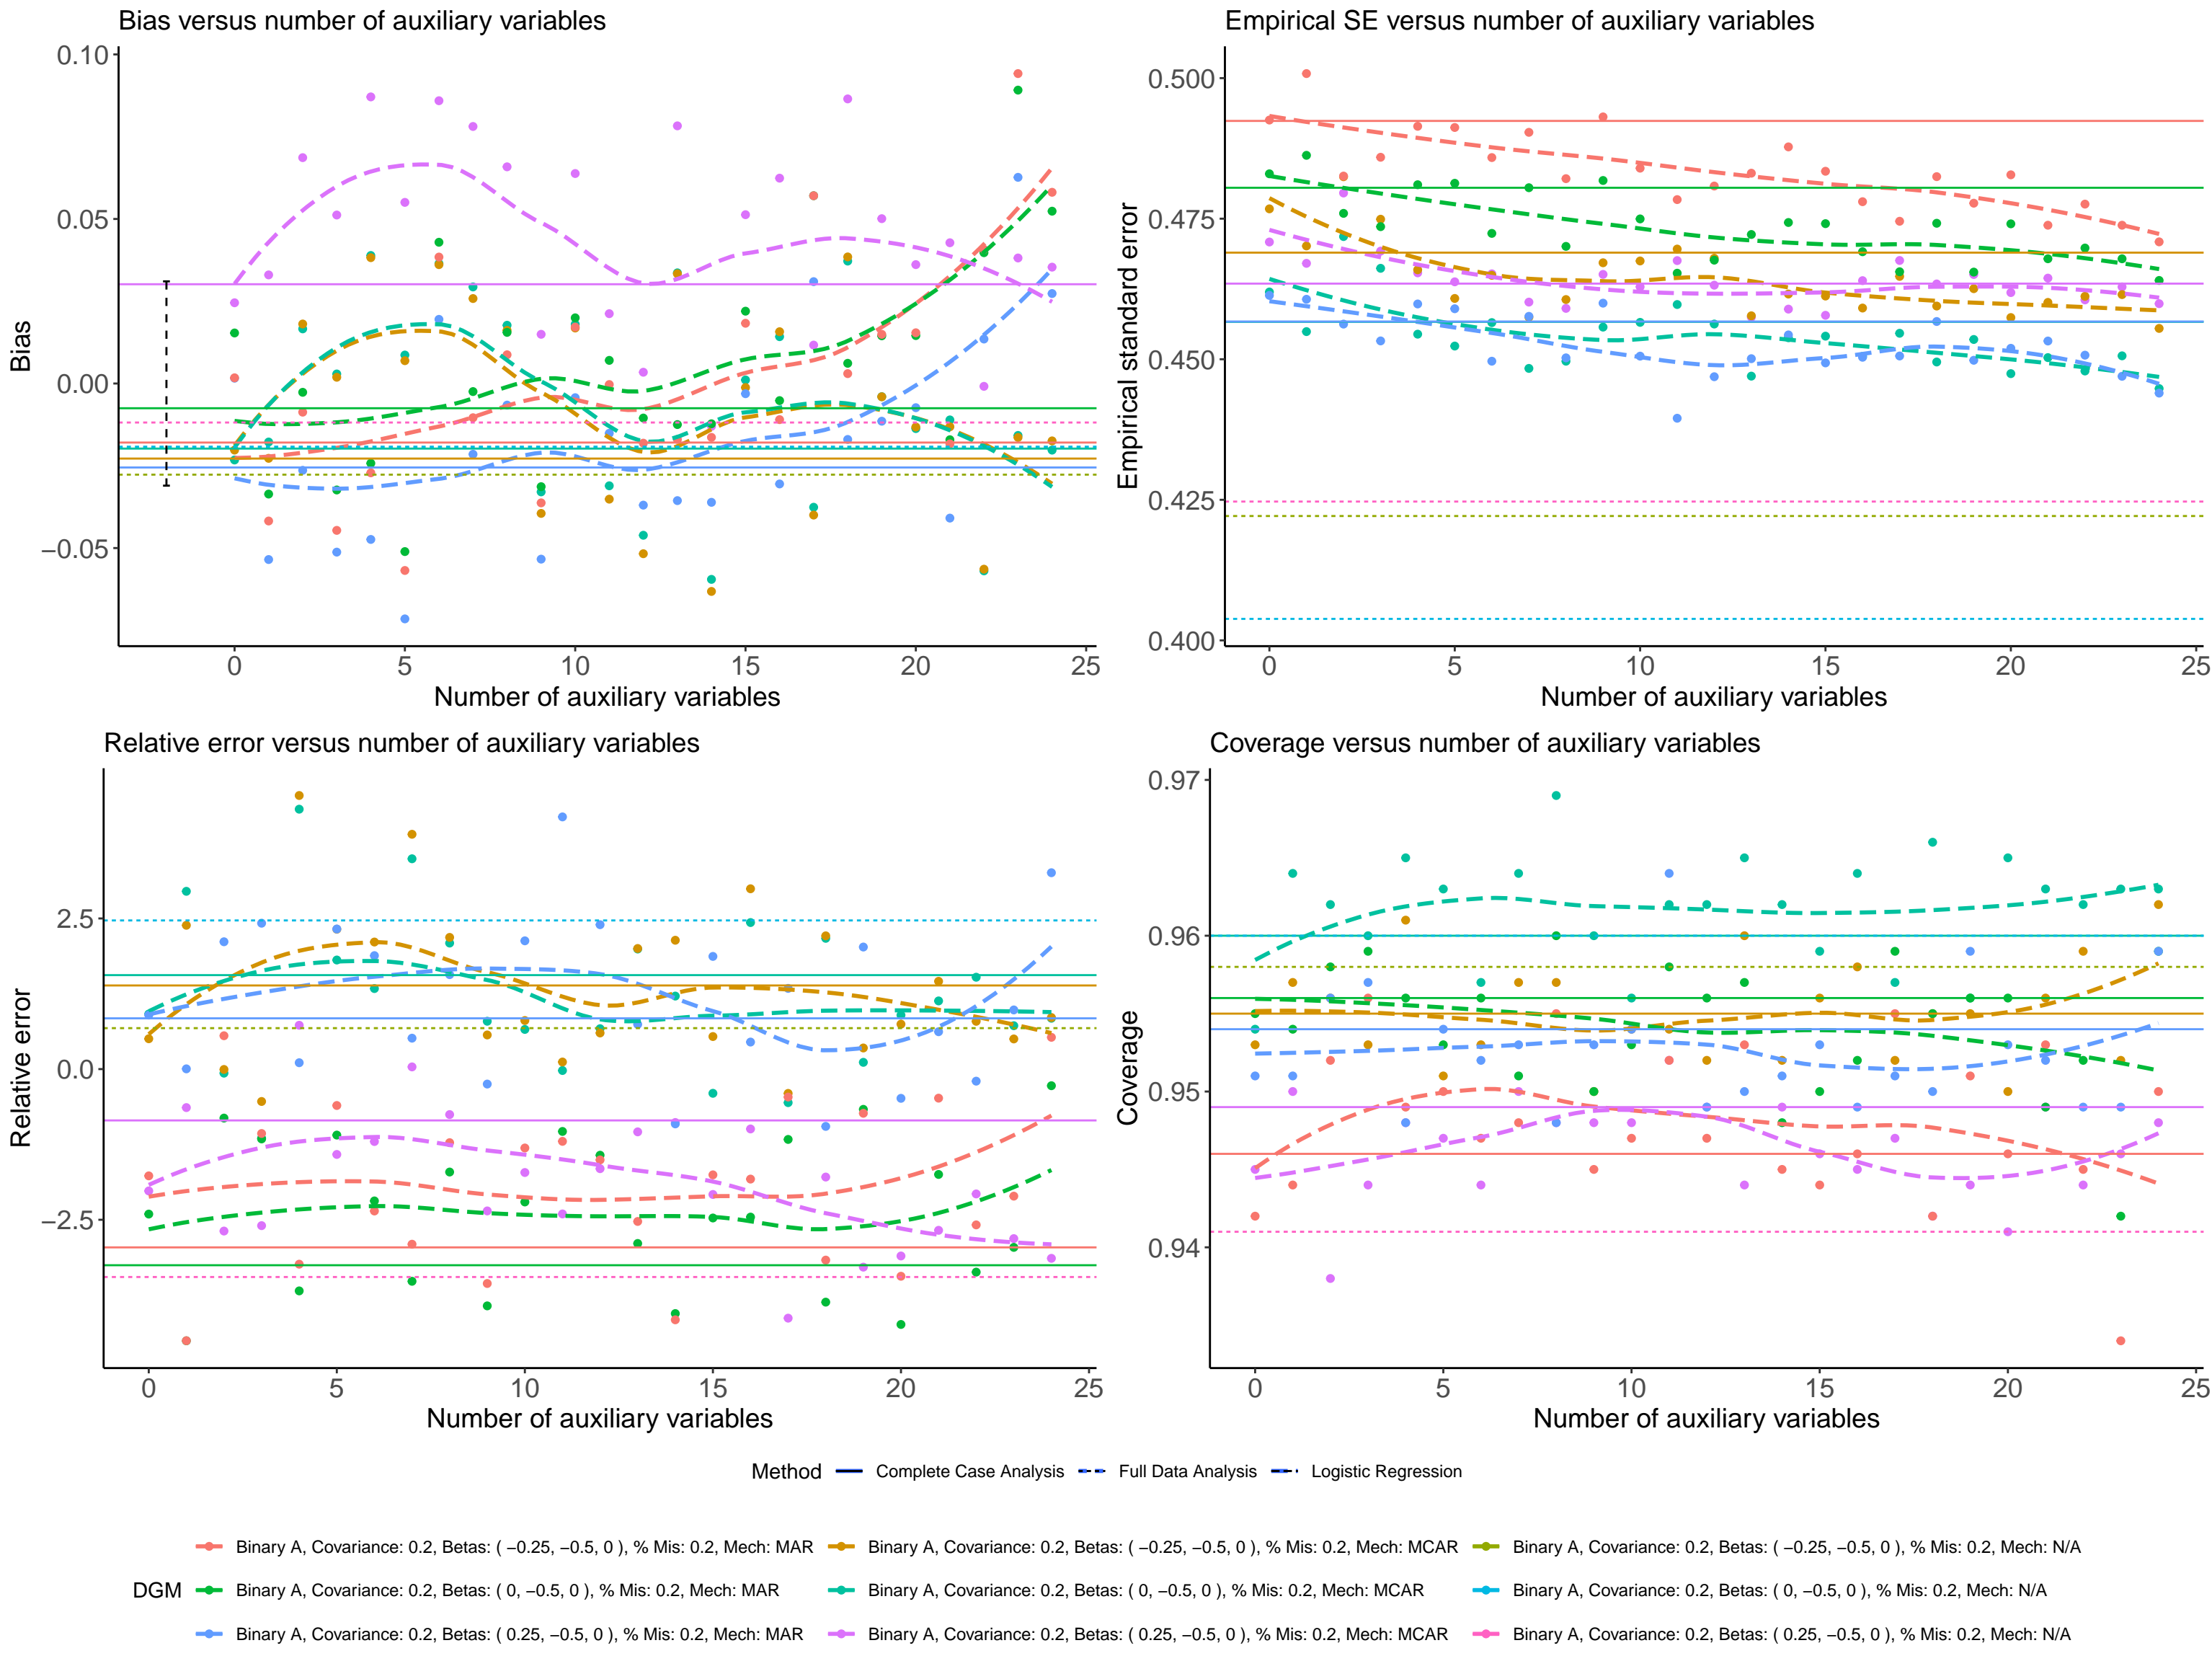 Bias versus number of auxiliary variables
Empirical SE versus number of auxiliary variables
0.10
0.05
0.00
−0.05
Bias
0 5 10 15 20 25
Number of auxiliary variables
0.500
0.475
0.450
0.425
0.400
Empirical standard error
0 5 10 15 20 25
Number of auxiliary variables
Relative error versus number of auxiliary variables
Coverage versus number of auxiliary variables
2.5
0.0
−2.5
Relative error
0 5 10 15 20 25
Number of auxiliary variables
0.97
0.96
0.95
0.94
Coverage
0 5 10 15 20 25
Number of auxiliary variables
Method Complete Case Analysis Full Data Analysis Logistic Regression
Binary A, Covariance: 0.2, Betas: ( −0.25, −0.5, 0 ), % Mis: 0.2, Mech: MAR Binary A, Covariance: 0.2, Betas: ( −0.25, −0.5, 0 ), % Mis: 0.2, Mech: MCAR Binary A, Covariance: 0.2, Betas: ( −0.25, −0.5, 0 ), % Mis: 0.2, Mech: N/A
DGM Binary A, Covariance: 0.2, Betas: ( 0, −0.5, 0 ), % Mis: 0.2, Mech: MAR Binary A, Covariance: 0.2, Betas: ( 0, −0.5, 0 ), % Mis: 0.2, Mech: MCAR Binary A, Covariance: 0.2, Betas: ( 0, −0.5, 0 ), % Mis: 0.2, Mech: N/A
Binary A, Covariance: 0.2, Betas: ( 0.25, −0.5, 0 ), % Mis: 0.2, Mech: MAR Binary A, Covariance: 0.2, Betas: ( 0.25, −0.5, 0 ), % Mis: 0.2, Mech: MCAR Binary A, Covariance: 0.2, Betas: ( 0.25, −0.5, 0 ), % Mis: 0.2, Mech: N/A